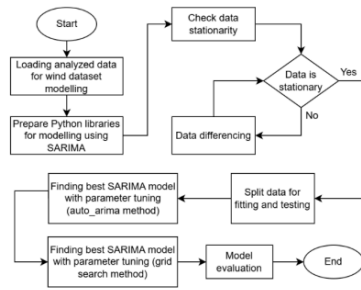 Start
Loading analyzed data
for wind dataset
modelling
Prepare Python libraries
for modelling using
SARIMA
Check data
stationarity
Data is
stationary
Yes
No
Data differencing
Split data for
fitting and testing
Finding best SARIMA model
with parameter tuning
(auto_arima method)
Finding best SARIMA model
with parameter tuning (grid
search method)
Model
evaluation
End